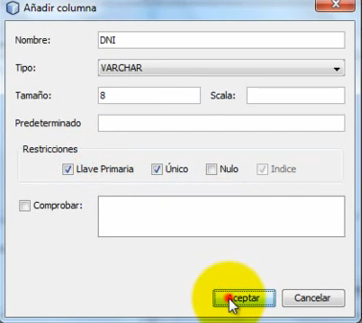 Añadir columna
Nombre: DNI
Tipo: VARCHAR
Tamaño: 8 Scala:
Predeterminado
Restricciones
Llave Primaria Único Nulo Indice
Comprobar:
Aceptar Cancelar